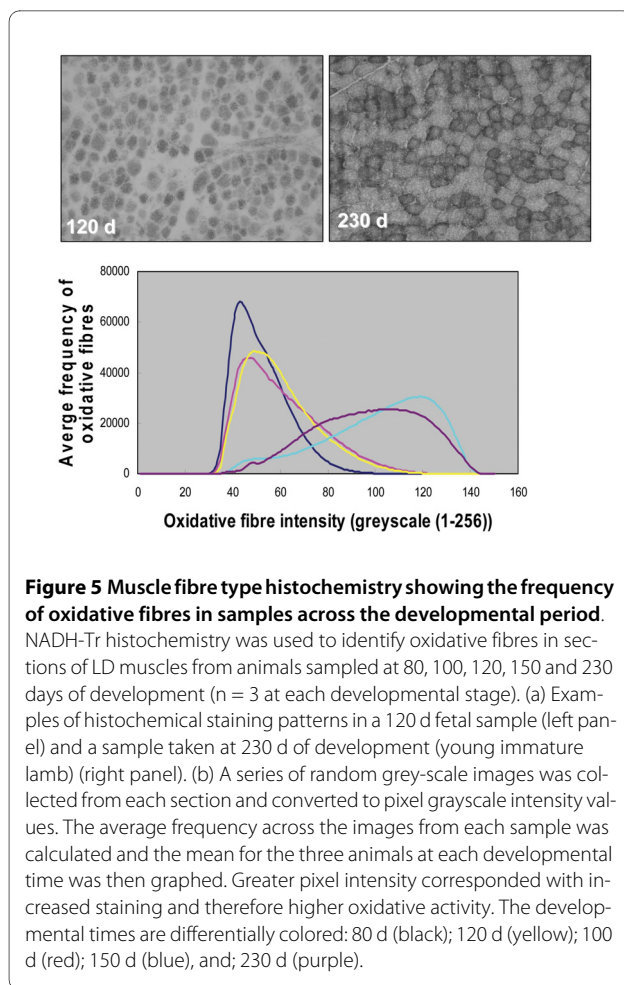 120 d
230 d
80000
60000
40000
20000
0
Averge frequency of
oxidative fibres
0 20 40 60 80 100 120 140 160
Oxidative fibre intensity (greyscale (1-256))
Figure 5 Muscle fibre type histochemistry showing the frequency
of oxidative fibres in samples across the developmental period.
NADH-Tr histochemistry was used to identify oxidative fibres in sec-
tions of LD muscles from animals sampled at 80, 100, 120, 150 and 230
days of development (n = 3 at each developmental stage). (a) Exam-
ples of histochemical staining patterns in a 120 d fetal sample (left pan-
el) and a sample taken at 230 d of development (young immature
lamb) (right panel). (b) A series of random grey-scale images was col-
lected from each section and converted to pixel grayscale intensity val-
ues. The average frequency across the images from each sample was
calculated and the mean for the three animals at each developmental
time was then graphed. Greater pixel intensity corresponded with in-
creased staining and therefore higher oxidative activity. The develop-
mental times are differentially colored: 80 d (black); 120 d (yellow); 100
d (red); 150 d (blue), and; 230 d (purple).